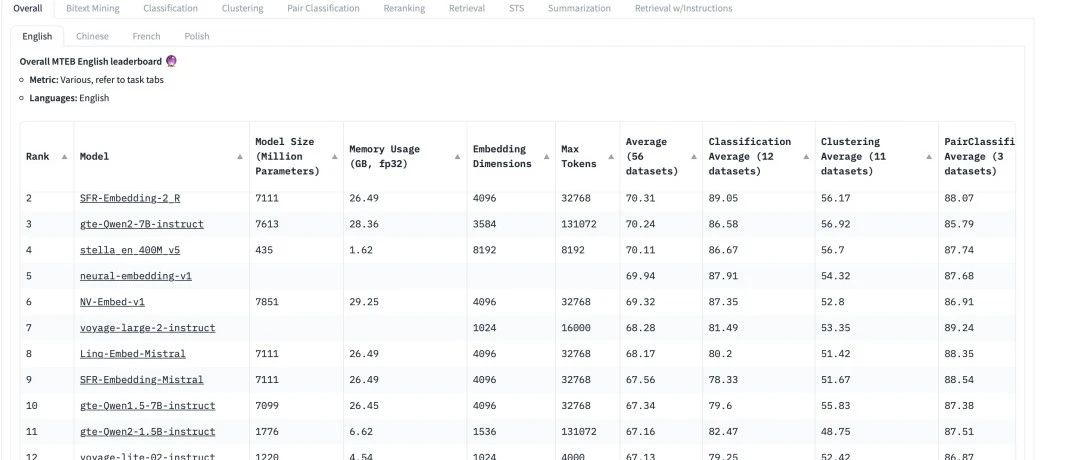 Overall Bitext Mining Classification Clustering Pair Classification Reranking Retrieval STS Summarization Retrieval w/Instructions
English Chinese French Polish
Overall MTEB English leaderboard 🔮
Metric: Various, refer to task tabs
Languages: English
Rank Model Model Size (Million Parameters) Memory Usage (GB, fp32) Embedding Dimensions Max Tokens Average (56 datasets) Classification Average (12 datasets) Clustering Average (11 datasets) PairClassifi Average (3 datasets)
2 SFR-Embedding-2_R 7111 26.49 4096 32768 70.31 89.05 56.17 88.07
3 gte-Qwen2-7B-instruct 7613 28.36 3584 131072 70.24 86.58 56.92 85.79
4 stella_en_400M_v5 435 1.62 8192 8192 70.11 86.67 56.7 87.74
5 neural-embedding-v1 69.94 87.91 54.32 87.68
6 NV-Embed-v1 7851 29.25 4096 32768 69.32 87.35 52.8 86.91
7 voyage-large-2-instruct 1024 16000 68.28 81.49 53.35 89.24
8 Linq-Embed-Mistral 7111 26.49 4096 32768 68.17 80.2 51.42 88.35
9 SFR-Embedding-Mistral 7111 26.49 4096 32768 67.56 78.33 51.67 88.54
10 gte-Qwen1.5-7B-instruct 7099 26.45 4096 32768 67.34 79.6 55.83 87.38
11 gte-Qwen2-1.5B-instruct 1776 6.62 1536 131072 67.16 82.47 48.75 87.51
12 voyage-lite-02-instruct 1220 4.54 1024 4000 67.13 79.25 52.42 86.87